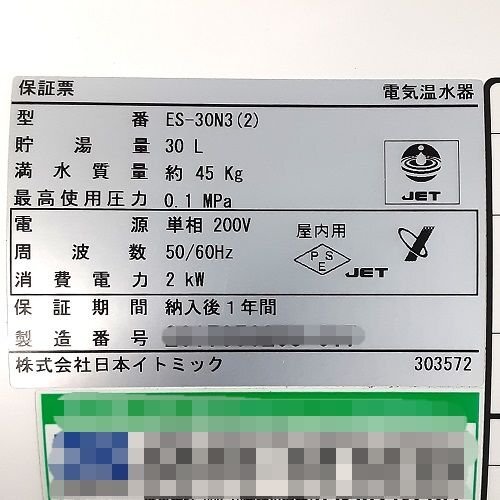 保証票 電気温水器
型番 ES-30N3(2)
貯湯量 30 L
満水質量 約 45 Kg
最高使用圧力 0.1 MPa
JET
電源 単相 200V 屋内用
周波数 50/60Hz
PSE JET
消費電力 2 kW
保証期間 納入後1年間
製造番号
株式会社日本イトミック 303572